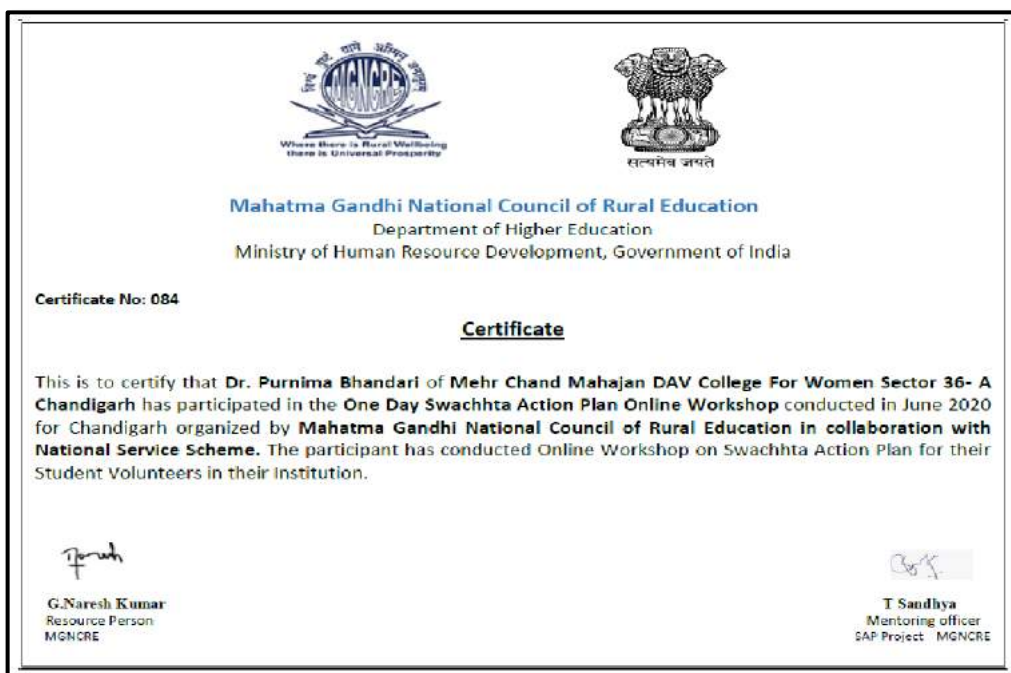 MGNCRE
Where there is Rural Wellbeing
there is Universal Prosperity
सत्यमेव जयते
Mahatma Gandhi National Council of Rural Education
Department of Higher Education
Ministry of Human Resource Development, Government of India
Certificate No: 084
Certificate
This is to certify that Dr. Purnima Bhandari of Mehr Chand Mahajan DAV College For Women Sector 36- A
Chandigarh has participated in the One Day Swachhta Action Plan Online Workshop conducted in June 2020
for Chandigarh organized by Mahatma Gandhi National Council of Rural Education in collaboration with
National Service Scheme. The participant has conducted Online Workshop on Swachhta Action Plan for their
Student Volunteers in their Institution.
G.Naresh Kumar
Resource Person
MGNCRE
T Sandhya
Mentoring officer
SAP Project MGNCRE